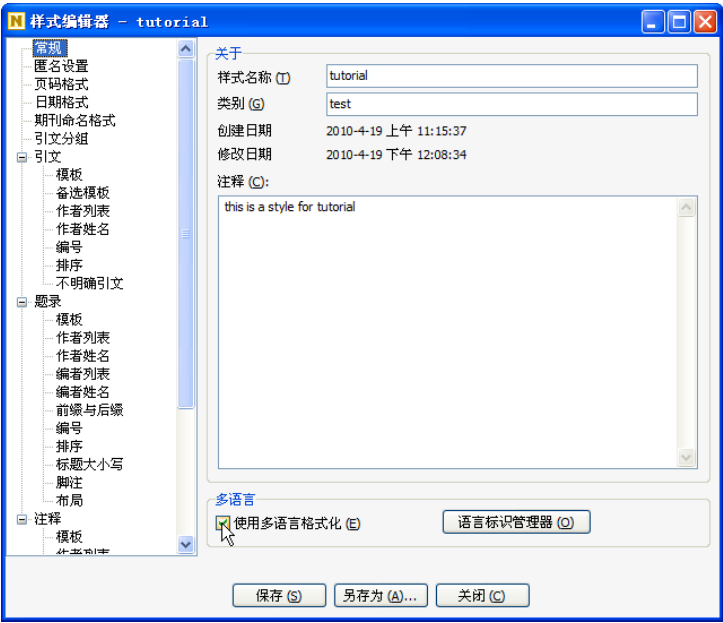 样式编辑器 - tutorial
常规
匿名设置
页码格式
日期格式
期刊命名格式
引文分组
引文
模板
备选模板
作者列表
作者姓名
编号
排序
不明确引文
题录
模板
作者列表
作者姓名
编者列表
编者姓名
前缀与后缀
编号
排序
标题大小写
脚注
布局
注释
模板
作者列表
关于
样式名称 (T) tutorial
类别 (G) test
创建日期 2010-4-19 上午 11:15:37
修改日期 2010-4-19 下午 12:08:34
注释 (C):
this is a style for tutorial
多语言
使用多语言格式化 (E) 语言标识管理器 (O)
保存 (S) 另存为 (A)... 关闭 (C)